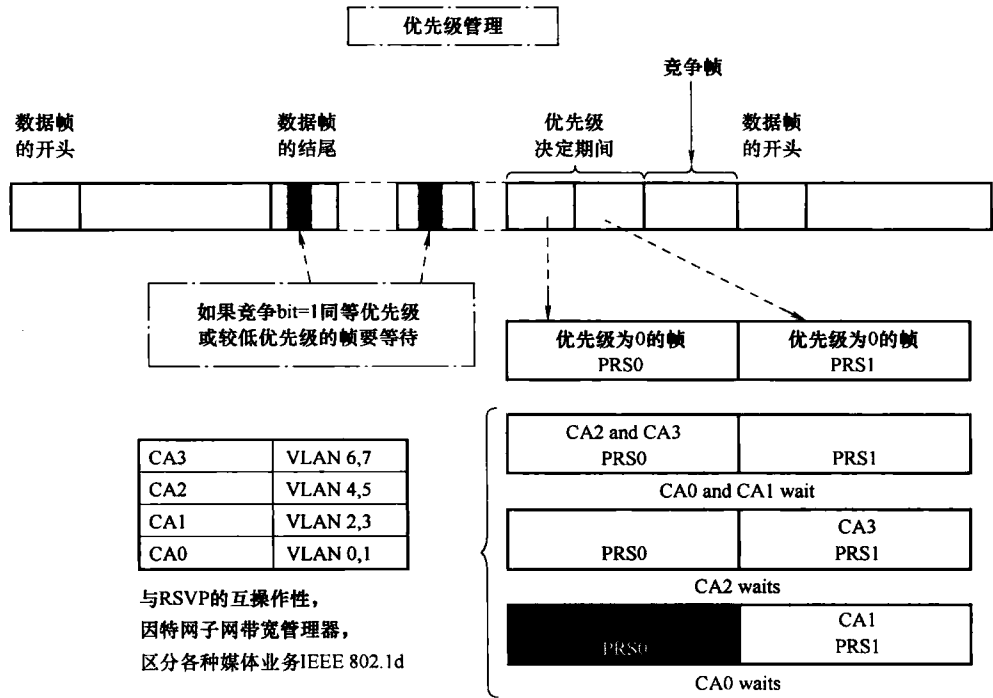 优先级管理
竞争帧
数据帧
的开头
数据帧
的结尾
优先级
决定期间
数据帧
的开头
如果竞争bit=1同等优先级
或较低优先级的帧要等待
优先级为0的帧
PRS0
优先级为0的帧
PRS1
CA2 and CA3
PRS0
PRS1
CA0 and CA1 wait
PRS0
CA3
PRS1
CA2 waits
PRS0
CA1
PRS1
CA0 waits
CA3 VLAN 6,7
CA2 VLAN 4,5
CA1 VLAN 2,3
CA0 VLAN 0,1
与RSVP的互操作性，
因特网子网带宽管理器，
区分各种媒体业务IEEE 802.1d